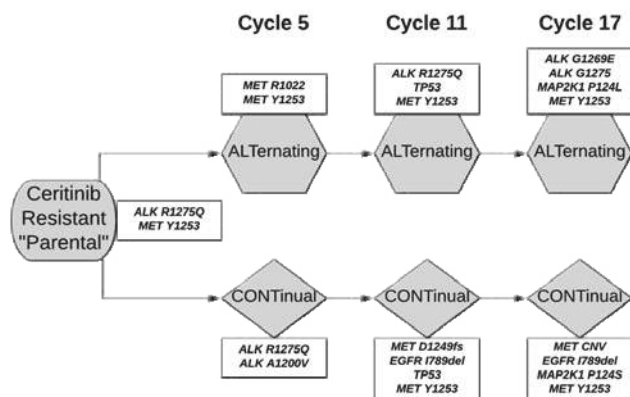 Cycle 5 Cycle 11 Cycle 17
MET R1022
MET Y1253
ALTernating
ALK R1275Q
TP53
MET Y1253
ALTernating
ALK G1269E
ALK G1275
MAP2K1 P124L
MET Y1253
ALTernating
Ceritinib
Resistant
"Parental"
ALK R1275Q
MET Y1253
CONTinual
ALK R1275Q
ALK A1200V
CONTinual
MET D1249fs
EGFR I789del
TP53
MET Y1253
CONTinual
MET CNV
EGFR I789del
MAP2K1 P124S
MET Y1253